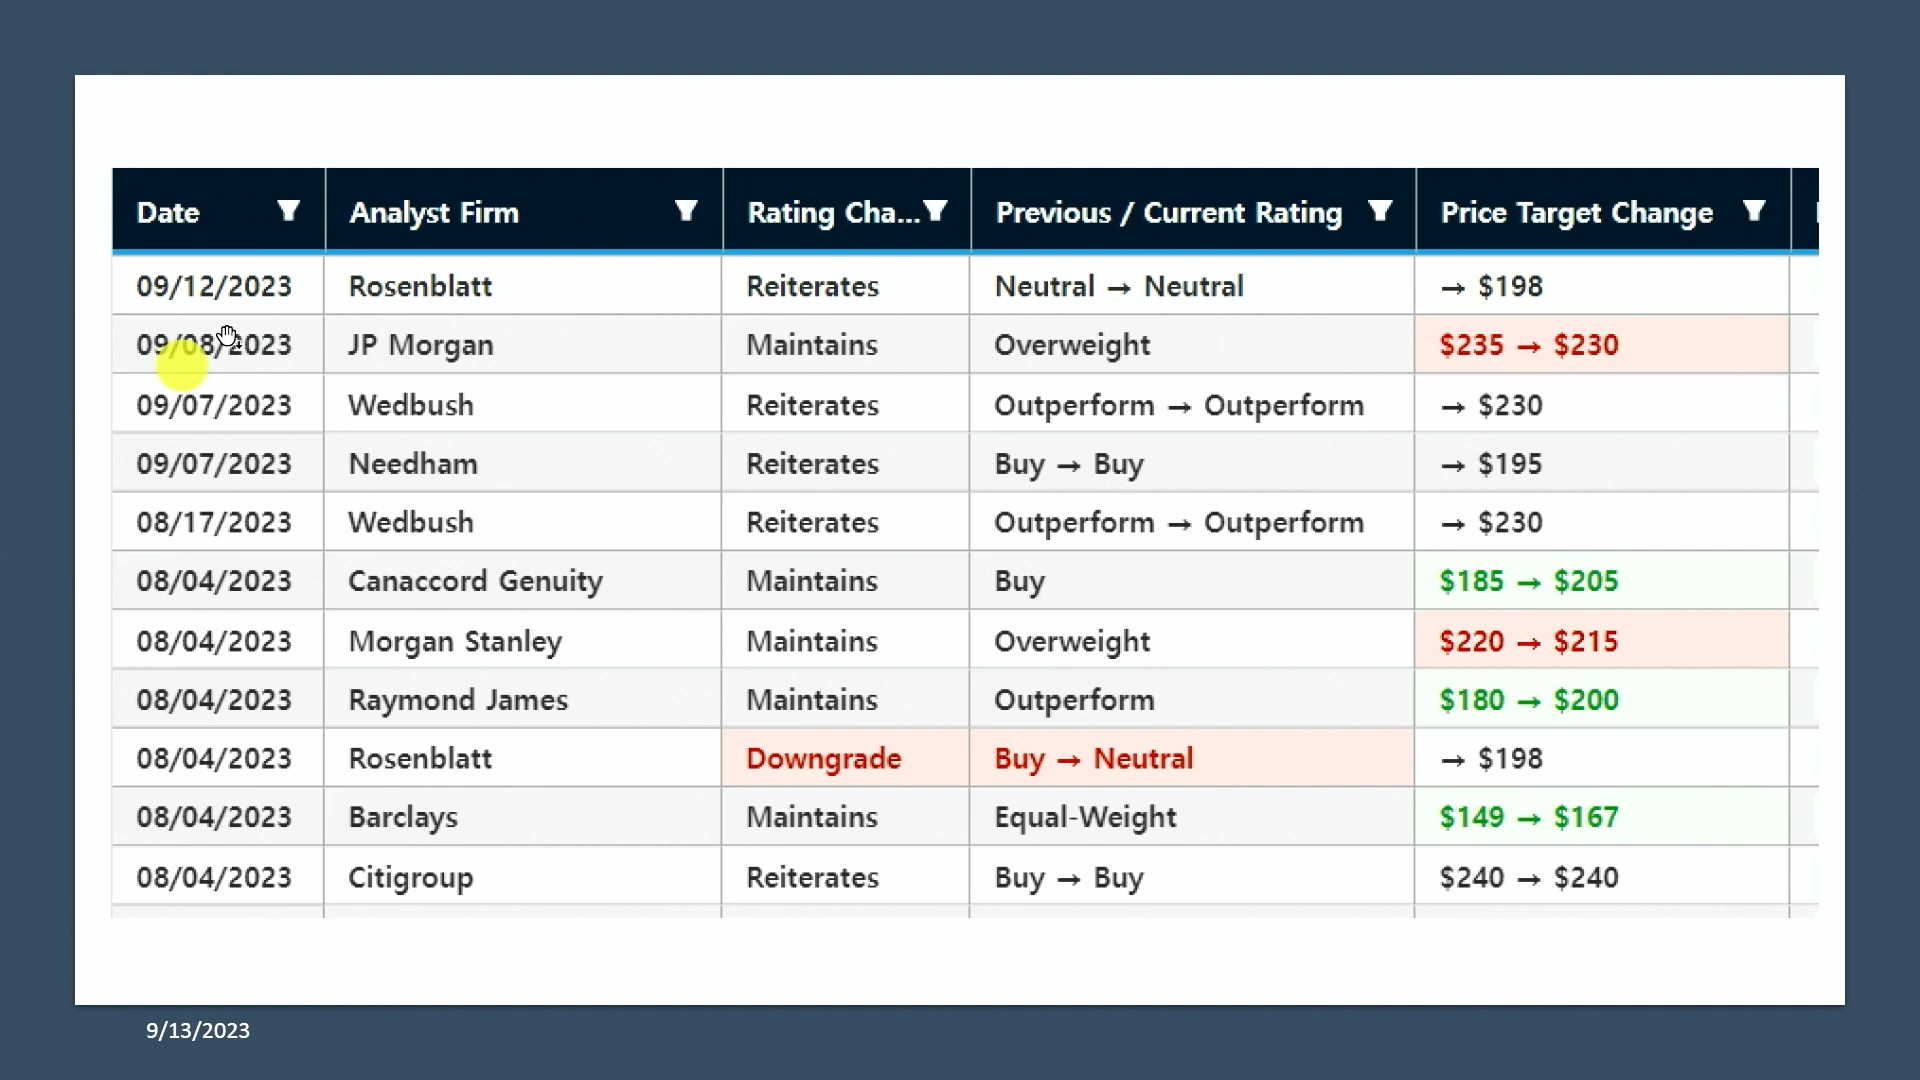 Date Analyst Firm Rating Cha... Previous / Current Rating Price Target Change
09/12/2023 Rosenblatt Reiterates Neutral → Neutral → $198
09/08/2023 JP Morgan Maintains Overweight $235 → $230
09/07/2023 Wedbush Reiterates Outperform → Outperform → $230
09/07/2023 Needham Reiterates Buy → Buy → $195
08/17/2023 Wedbush Reiterates Outperform → Outperform → $230
08/04/2023 Canaccord Genuity Maintains Buy $185 → $205
08/04/2023 Morgan Stanley Maintains Overweight $220 → $215
08/04/2023 Raymond James Maintains Outperform $180 → $200
08/04/2023 Rosenblatt Downgrade Buy → Neutral → $198
08/04/2023 Barclays Maintains Equal-Weight $149 → $167
08/04/2023 Citigroup Reiterates Buy → Buy $240 → $240
9/13/2023